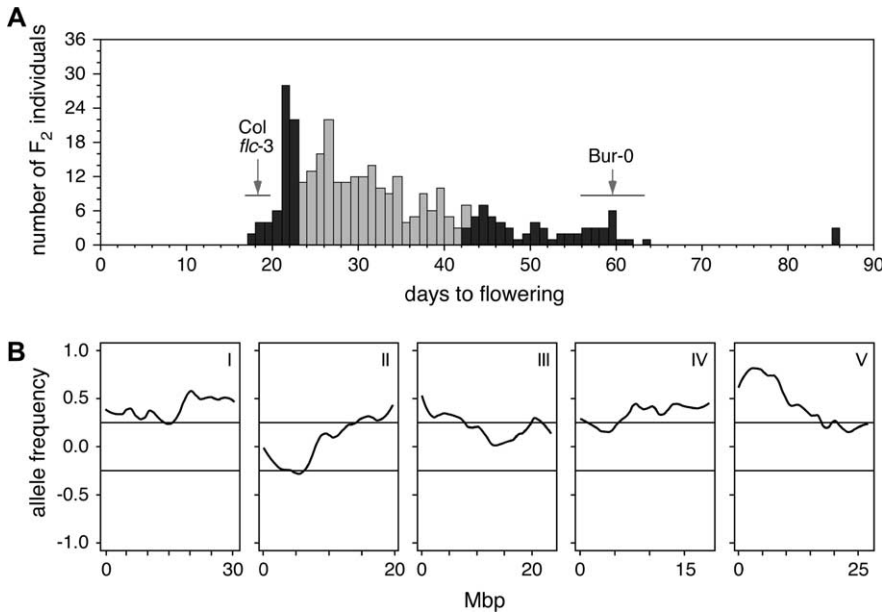 A
number of F2 individuals
36
30
24
18
12
6
0
Col
flc-3
Bur-0
0 10 20 30 40 50 60 70 80 90
days to flowering
B
allele frequency
1.0
0.5
0.0
-0.5
-1.0
I II III IV V
0 30 0 20 0 20 0 15 0 25
Mbp